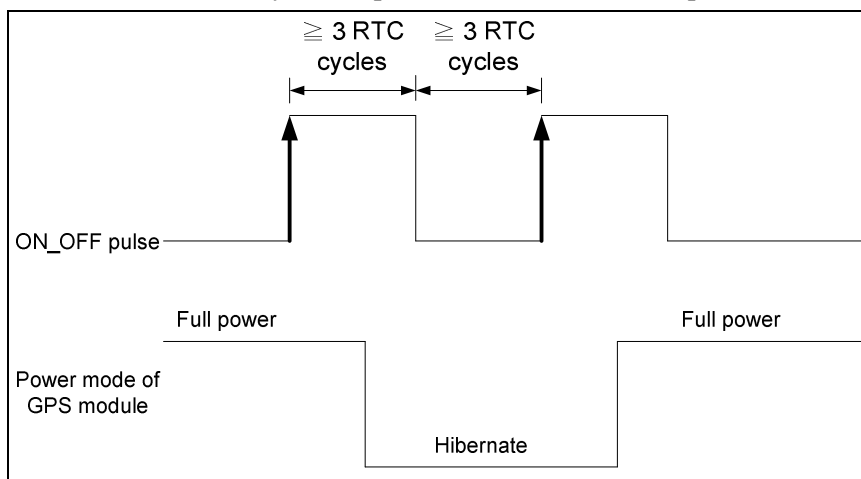 ≧ 3 RTC
cycles
≧ 3 RTC
cycles
ON_OFF pulse
Full power
Full power
Power mode of
GPS module
Hibernate